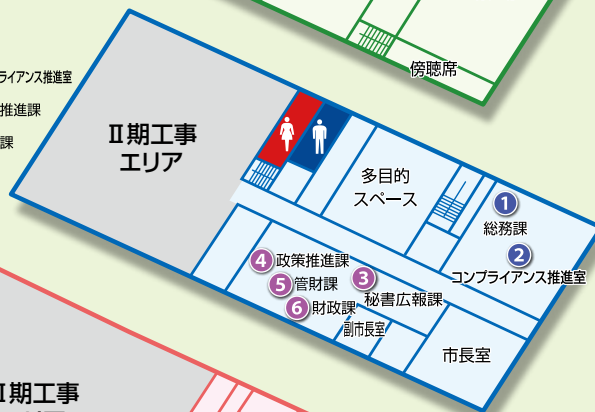 傍聴席
ライアンス推進室
推進課
課
Ⅱ期工事
エリア
多目的
スペース
1
総務課
2
コンプライアンス推進室
4 政策推進課
5 管財課
3
秘書広報課
6 財政課
副市長室
市長室
Ⅱ期工事